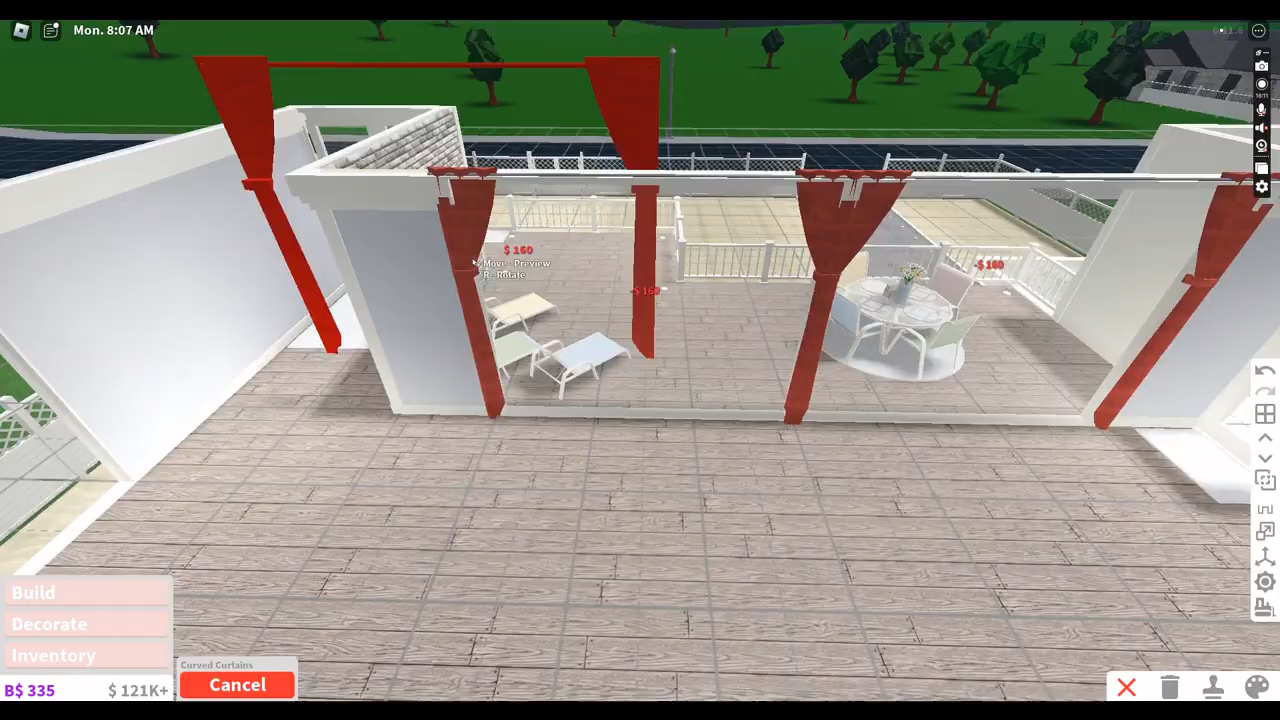 Mon. 8:07 AM
$ 160
Move - Preview
R - Rotate
-$ 160
-$ 160
Build
Decorate
Inventory
B$ 335
$ 121K+
Curved Curtains
Cancel